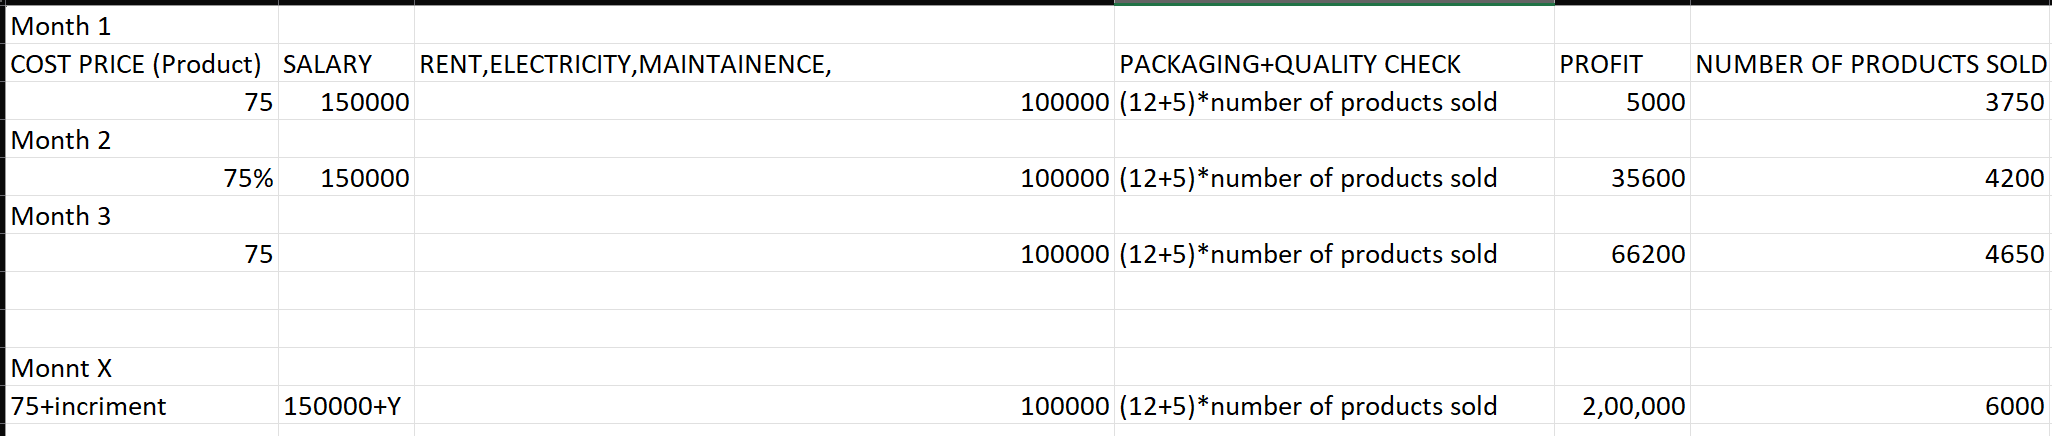 Month 1
COST PRICE (Product) SALARY RENT,ELECTRICITY,MAINTAINENCE, PACKAGING+QUALITY CHECK PROFIT NUMBER OF PRODUCTS SOLD
75 150000 100000 (12+5)*number of products sold 5000 3750
Month 2
75% 150000 100000 (12+5)*number of products sold 35600 4200
Month 3
75 100000 (12+5)*number of products sold 66200 4650
Monnt X
75+incriment 150000+Y 100000 (12+5)*number of products sold 2,00,000 6000